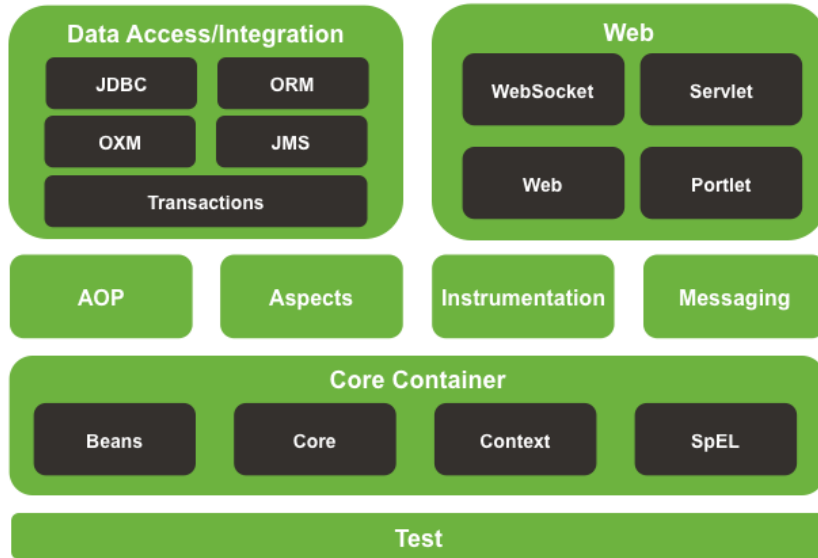 Data Access/Integration
JDBC
ORM
OXM
JMS
Transactions
Web
WebSocket
Servlet
Web
Portlet
AOP
Aspects
Instrumentation
Messaging
Core Container
Beans
Core
Context
SpEL
Test